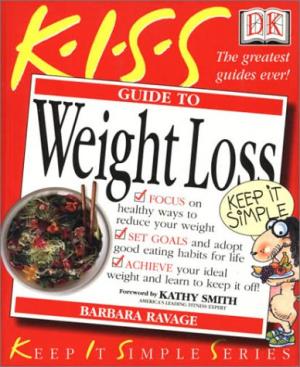 K·I·S·S
DK
The greatest
guides ever!
GUIDE TO
Weight Loss
FOCUS on
healthy ways to
reduce your weight
SET GOALS and adopt
good eating habits for life
ACHIEVE your ideal
weight and learn to keep it off!
KEEP IT
SIMPLE
Foreword by KATHY SMITH
AMERICA'S LEADING FITNESS EXPERT
BARBARA RAVAGE
KEEP IT SIMPLE SERIES